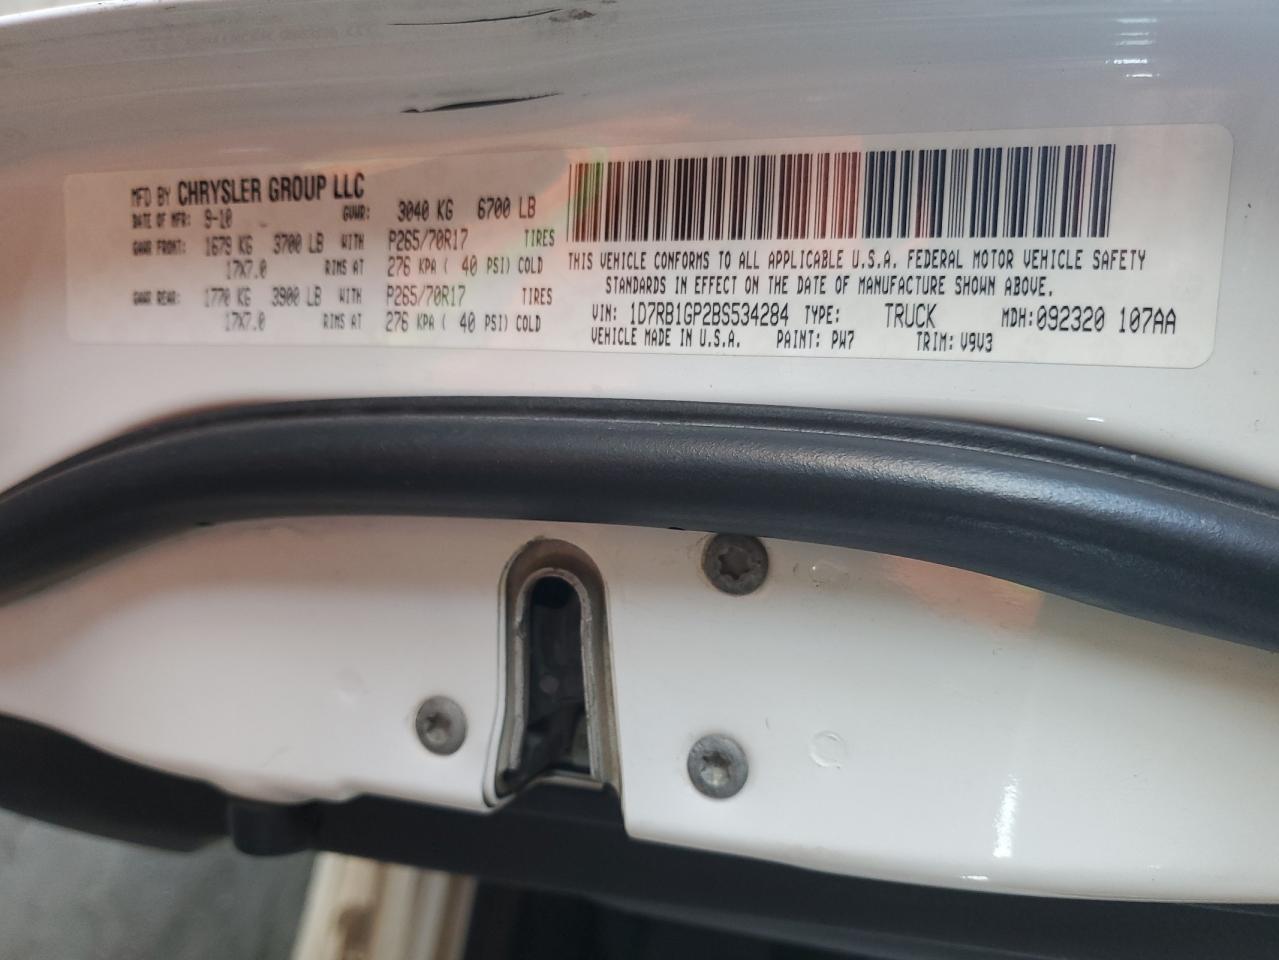 MFD BY CHRYSLER GROUP LLC
DATE OF MFR: 9-10 GVWR: 3040 KG 6700 LB
GAWR FRONT: 1679 KG 3700 LB WITH P265/70R17 TIRES
17X7.0 RIMS AT 276 KPA ( 40 PSI) COLD
GAWR REAR: 1770 KG 3900 LB WITH P265/70R17 TIRES
17X7.0 RIMS AT 276 KPA ( 40 PSI) COLD
THIS VEHICLE CONFORMS TO ALL APPLICABLE U.S.A. FEDERAL MOTOR VEHICLE SAFETY
STANDARDS IN EFFECT ON THE DATE OF MANUFACTURE SHOWN ABOVE.
VIN: 1D7RB1GP2BS534284 TYPE: TRUCK MDH: 092320 107AA
VEHICLE MADE IN U.S.A. PAINT: PW7 TRIM: V9V3